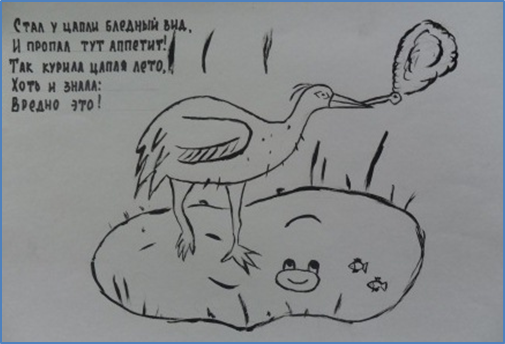 Стал у цапли бледный вид,
И пропал тут аппетит!
Так курила цапля лето,
Хоть и знала:
Вредно это!